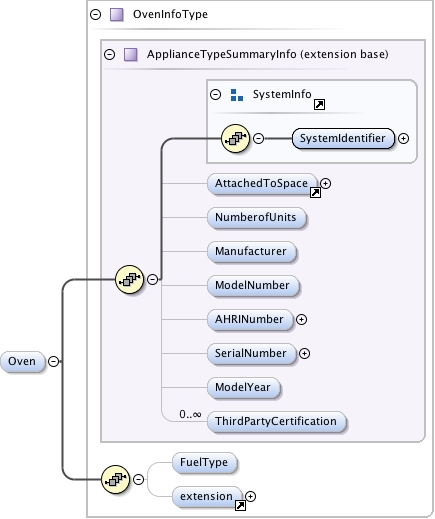 OvenInfoType
ApplianceTypeSummaryInfo (extension base)
SystemInfo
SystemIdentifier
AttachedToSpace
NumberofUnits
Manufacturer
ModelNumber
AHRINumber
Oven
SerialNumber
ModelYear
0..∞
ThirdPartyCertification
FuelType
extension